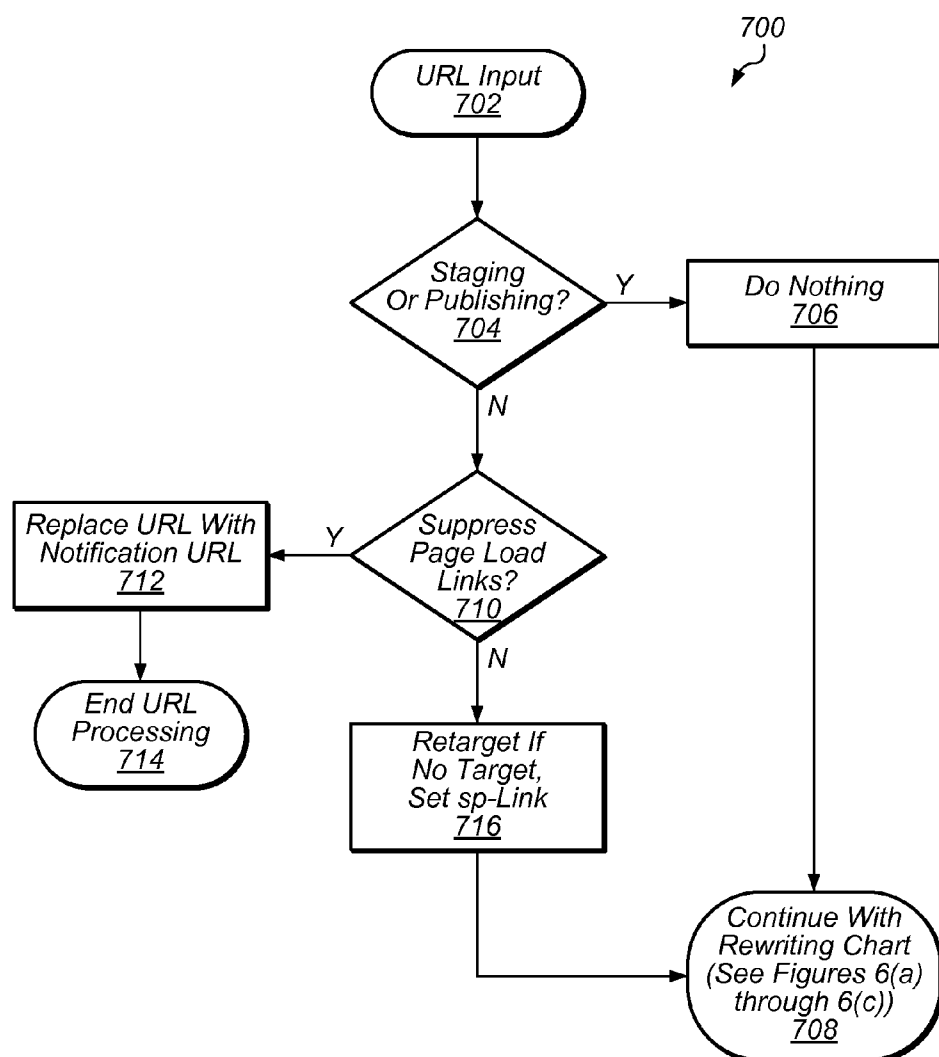 700
URL Input
702
Staging
Or Publishing?
704
Y
Do Nothing
706
N
Suppress
Page Load
Links?
710
Y
Replace URL With
Notification URL
712
N
End URL
Processing
714
Retarget If
No Target,
Set sp-Link
716
Continue With
Rewriting Chart
(See Figures 6(a)
through 6(c))
708